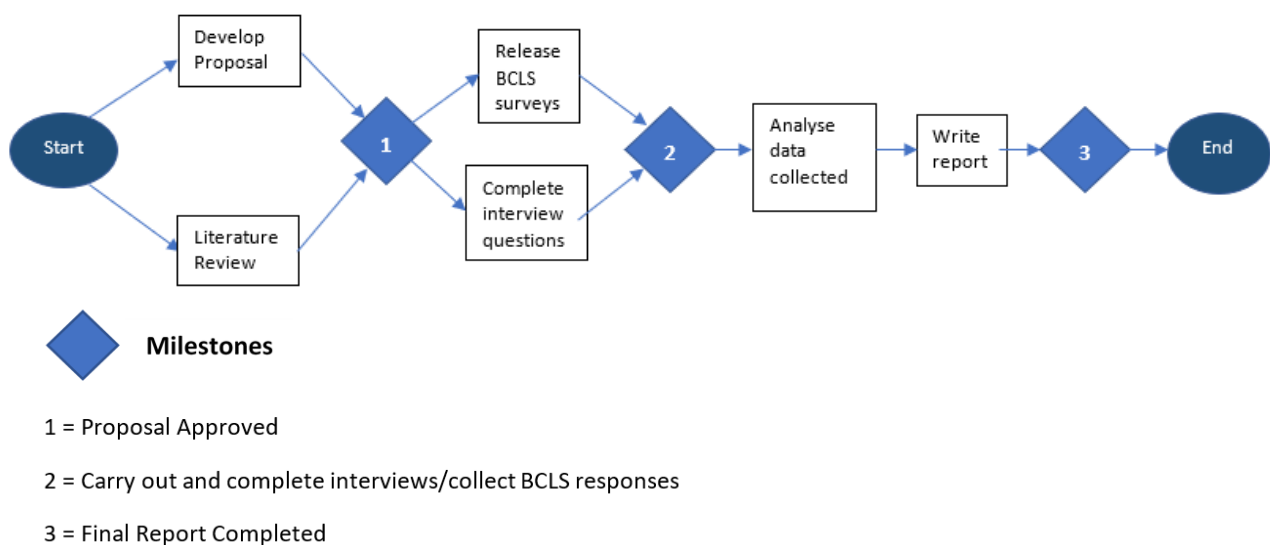 Start
Develop
Proposal
Literature
Review
1
Release
BCLS
surveys
Complete
interview
questions
2
Analyse
data
collected
Write
report
3
End
Milestones
1 = Proposal Approved
2 = Carry out and complete interviews/collect BCLS responses
3 = Final Report Completed